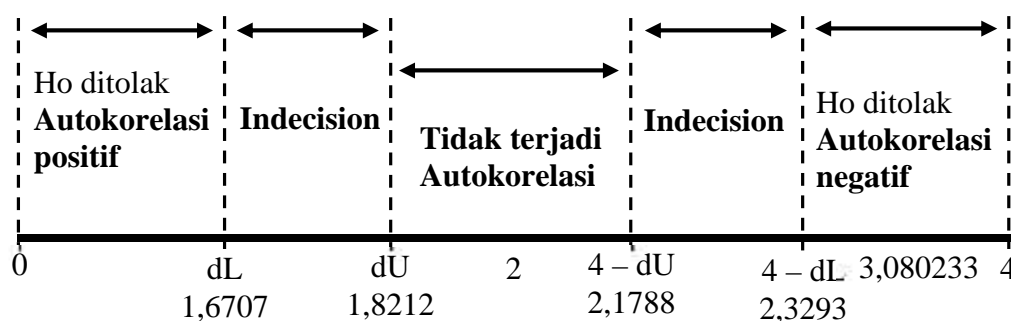 Ho ditolak
Autokorelasi
positif
Indecision
Tidak terjadi
Autokorelasi
Indecision
Ho ditolak
Autokorelasi
negatif
0 dL dU 2 4 – dU 4 – dL 3,080233 4
1,6707 1,8212 2,1788 2,3293